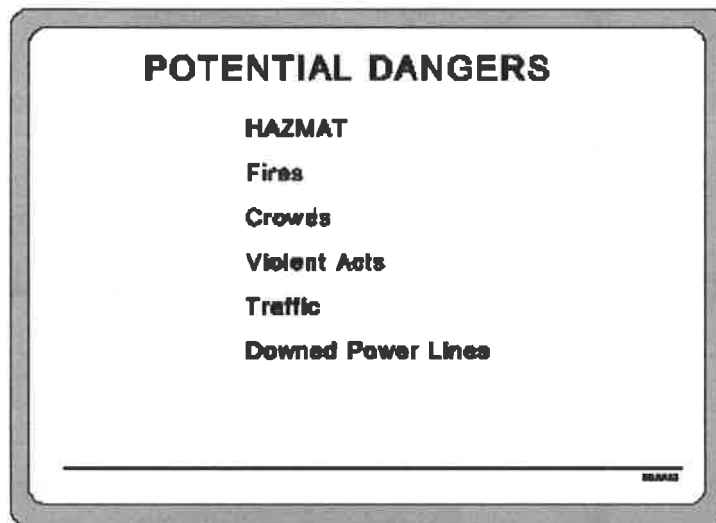 POTENTIAL DANGERS
HAZMAT
Fires
Crowds
Violent Acts
Traffic
Downed Power Lines